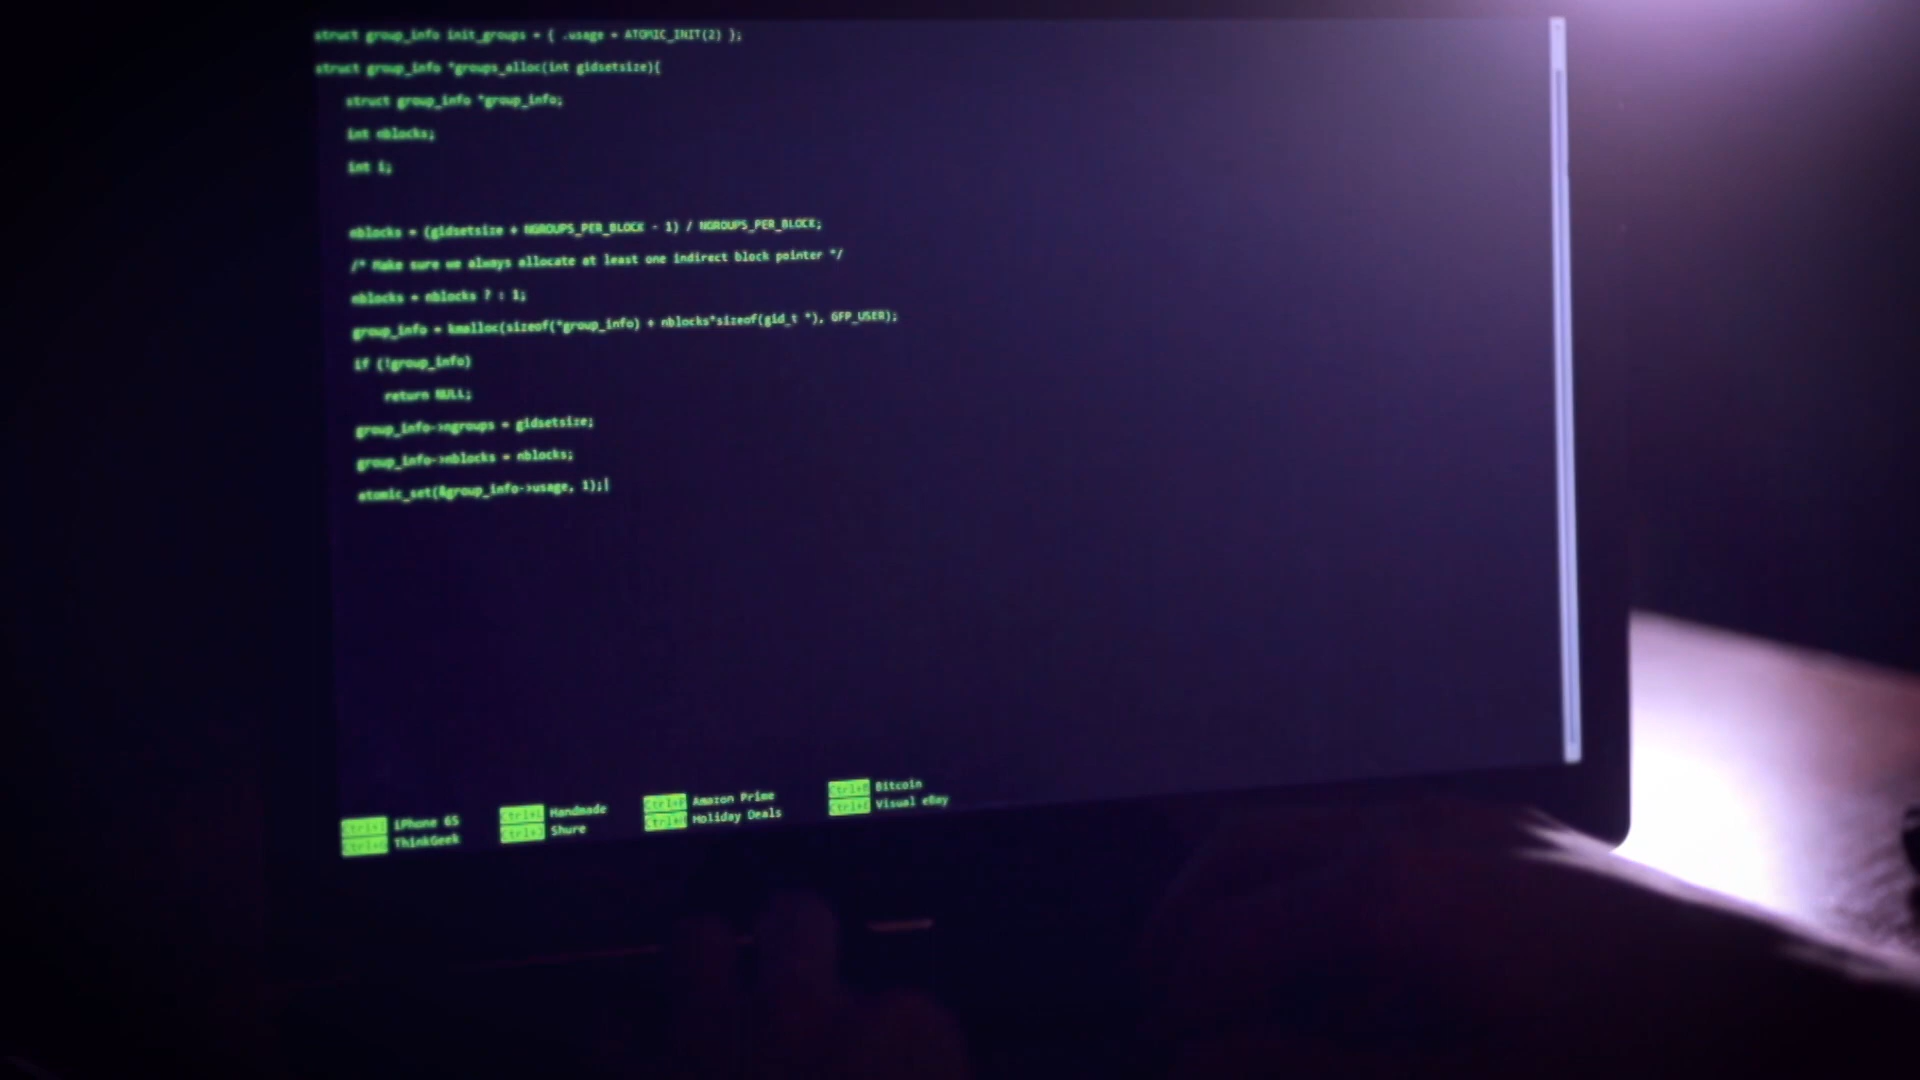 struct group_info init_groups = { .usage = ATOMIC_INIT(2) };
struct group_info *groups_alloc(int gidsetsize){
struct group_info *group_info;
int nblocks;
int i;
nblocks = (gidsetsize + NGROUPS_PER_BLOCK - 1) / NGROUPS_PER_BLOCK;
/* Make sure we always allocate at least one indirect block pointer */
nblocks = nblocks ? : 1;
group_info = kmalloc(sizeof(*group_info) + nblocks*sizeof(gid_t *), GFP_USER);
if (!group_info)
return NULL;
group_info->ngroups = gidsetsize;
group_info->nblocks = nblocks;
atomic_set(&group_info->usage, 1);|
iPhone 6S Handmade Amazon Prime Bitcoin
ThinkGeek Shure Holiday Deals Visual eBay